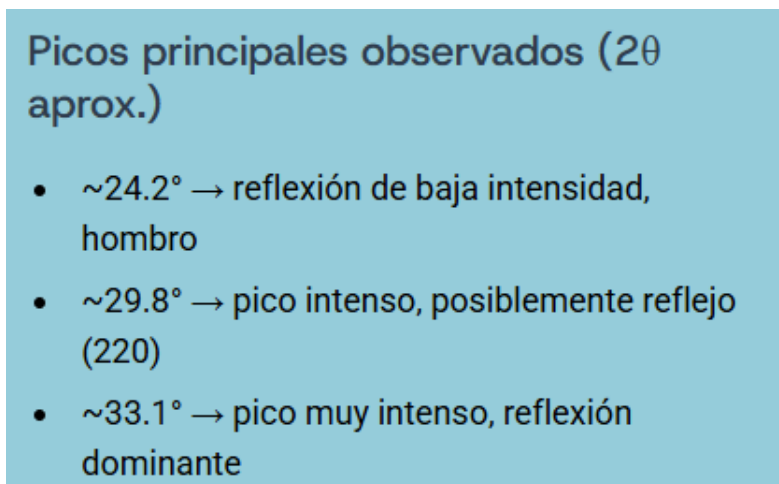 Picos principales observados (2θ
aprox.)
• ~24.2° → reflexión de baja intensidad,
hombro
• ~29.8° → pico intenso, posiblemente reflejo
(220)
• ~33.1° → pico muy intenso, reflexión
dominante